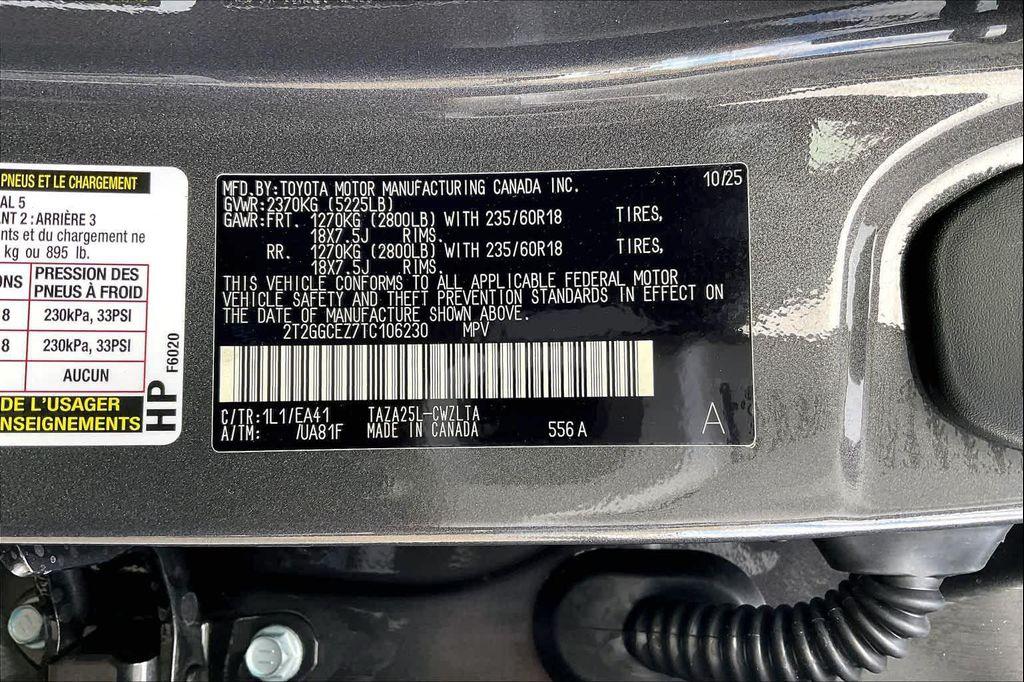 PNEUS ET LE CHARGEMENT
AL 5
NT 2 : ARRIÈRE 3
nts et du chargement ne
kg ou 895 lb.
ONS PRESSION DES PNEUS À FROID
8 230kPa, 33PSI
8 230kPa, 33PSI
AUCUN
DE L'USAGER
NSEIGNEMENTS
F6020
HP
MFD.BY:TOYOTA MOTOR MANUFACTURING CANADA INC. 10/25
GVWR:2370KG (5225LB)
GAWR:FRT. 1270KG (2800LB) WITH 235/60R18 TIRES,
18X7.5J RIMS.
RR. 1270KG (2800LB) WITH 235/60R18 TIRES,
18X7.5J RIMS.
THIS VEHICLE CONFORMS TO ALL APPLICABLE FEDERAL MOTOR
VEHICLE SAFETY AND THEFT PREVENTION STANDARDS IN EFFECT ON
THE DATE OF MANUFACTURE SHOWN ABOVE.
2T2GGCEZ7TC106230 MPV
C/TR:1L1/EA41 TAZA25L-CWZLTA
A/TM: /UA81F MADE IN CANADA 556A A